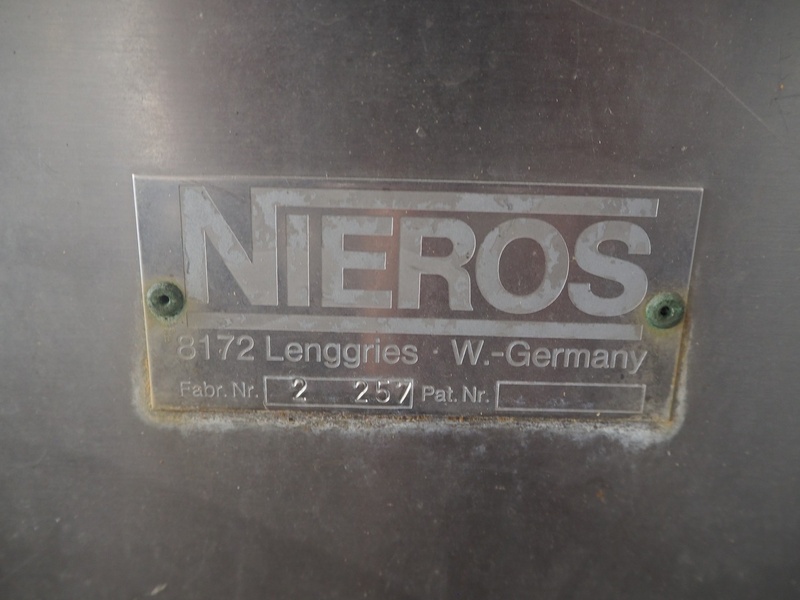 NIEROS
8172 Lenggries · W.-Germany
Fabr. Nr. 2 257 Pat. Nr.